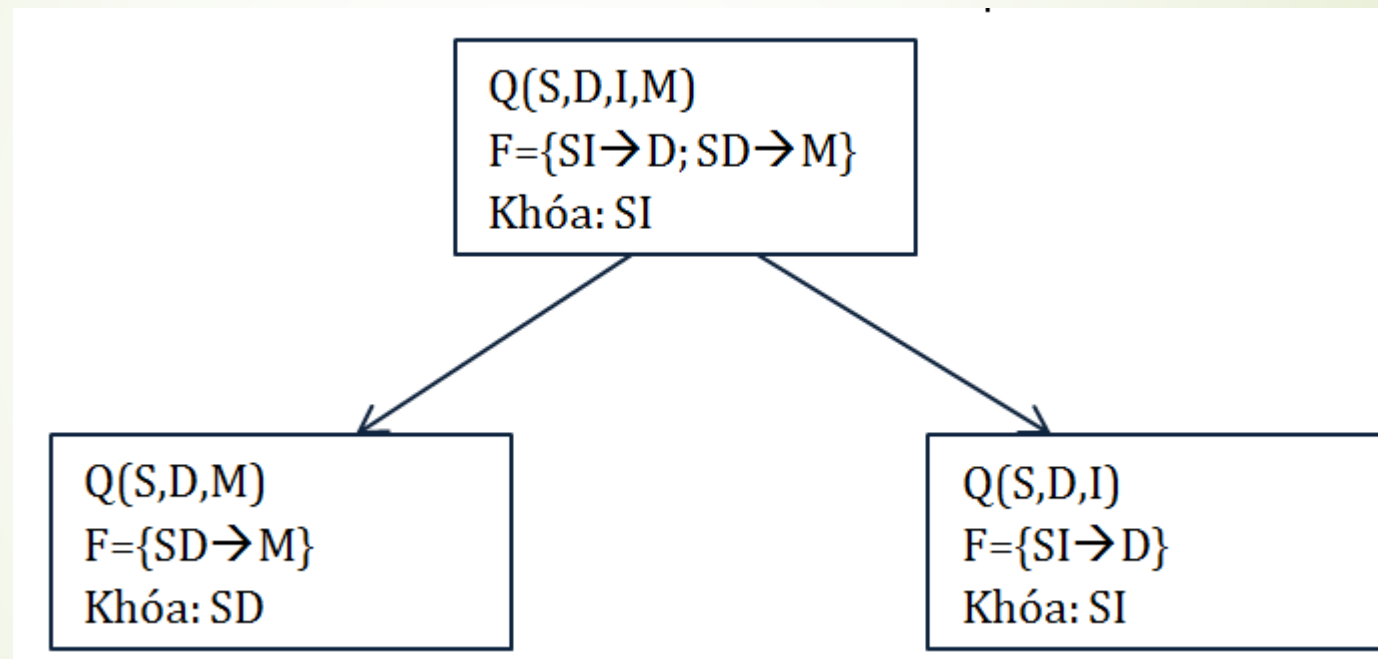 Q(S,D,I,M)
F={SI→D; SD→M}
Khóa: SI
Q(S,D,M)
F={SD→M}
Khóa: SD
Q(S,D,I)
F={SI→D}
Khóa: SI